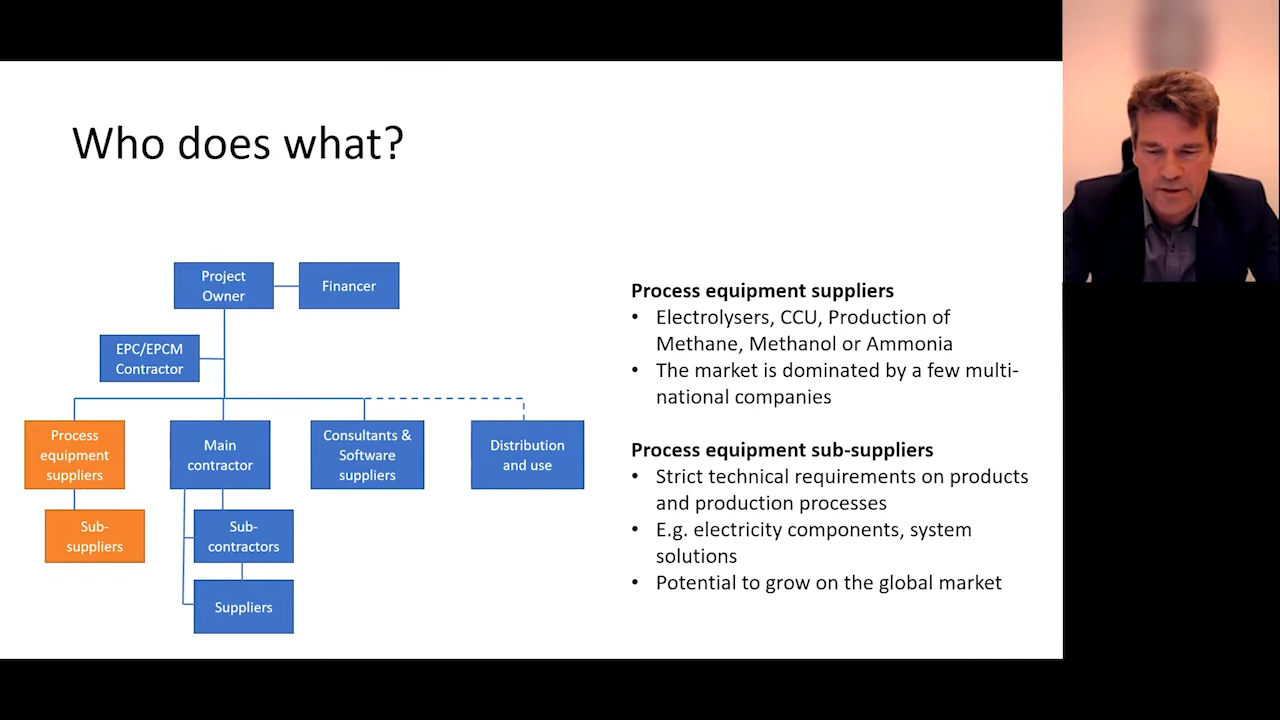 Who does what?
Project
Owner
Financer
EPC/EPCM
Contractor
Process
equipment
suppliers
Main
contractor
Consultants &
Software
suppliers
Distribution
and use
Sub-
suppliers
Sub-
contractors
Suppliers
Process equipment suppliers
• Electrolysers, CCU, Production of
Methane, Methanol or Ammonia
• The market is dominated by a few multi-
national companies
Process equipment sub-suppliers
• Strict technical requirements on products
and production processes
• E.g. electricity components, system
solutions
• Potential to grow on the global market